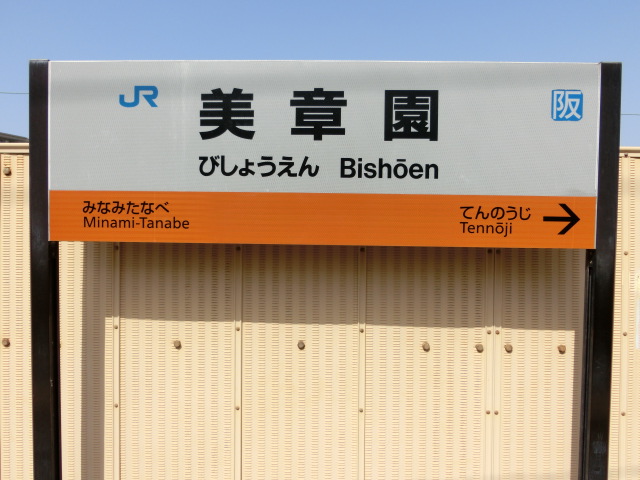 JR
美章園
阪
びしょうえん Bishōen
みなみたなべ
Minami-Tanabe
てんのうじ
Tennōji